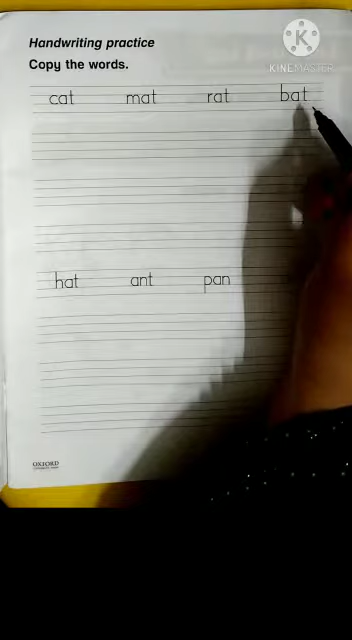 Handwriting practice
Copy the words.
K
KINEMASTER
cat mat rat bat
hat ant pan
OXFORD